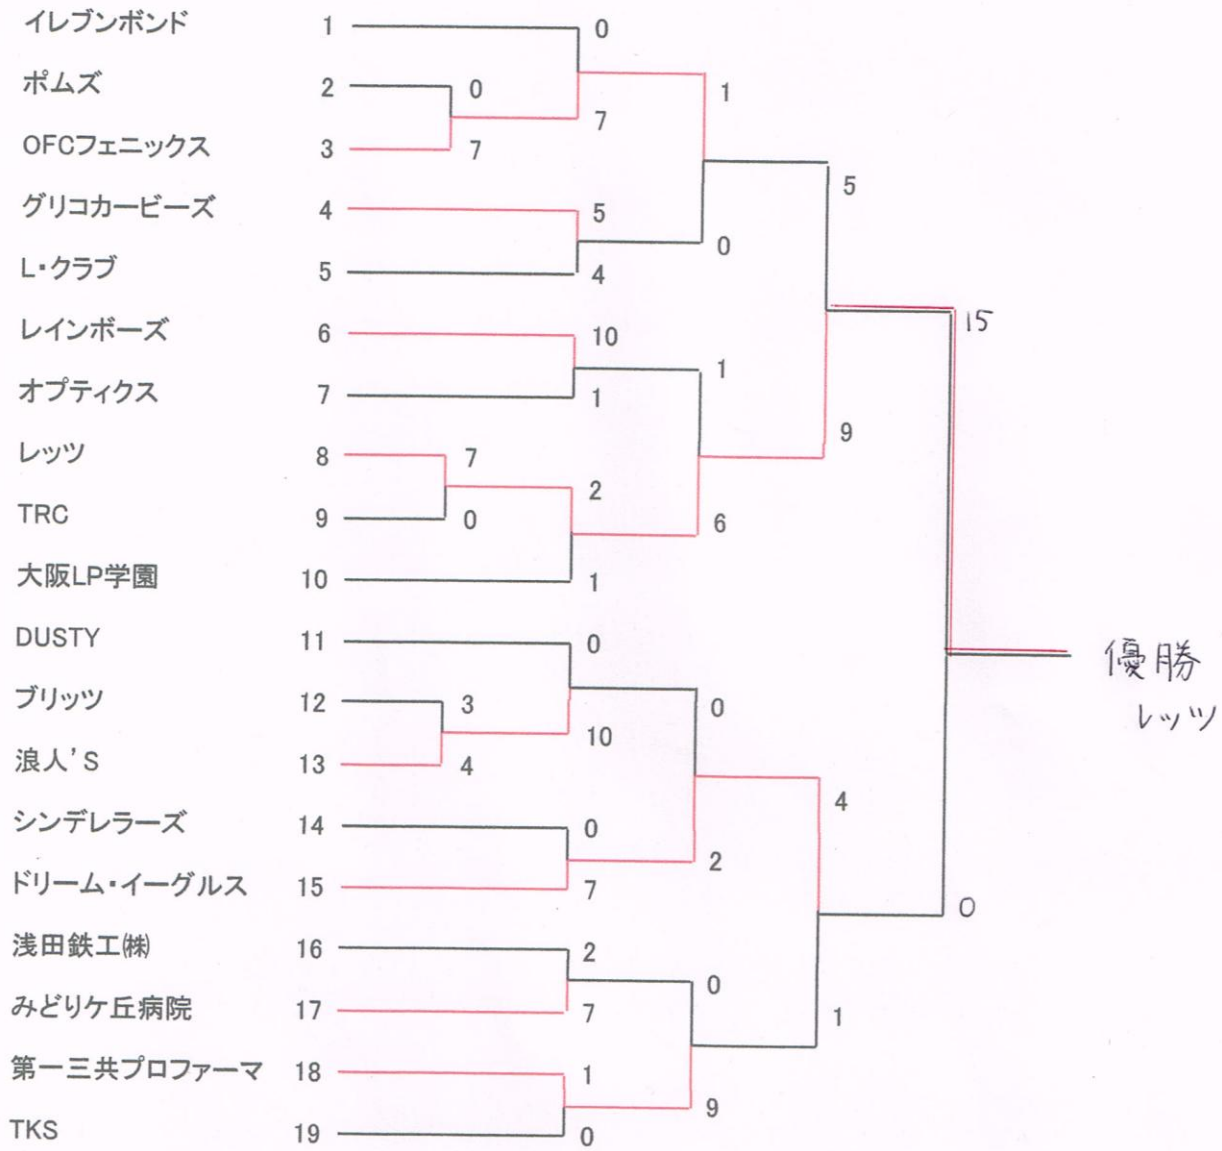 イレブンボンド 1 0
ポムズ 2 0 1
OFCフェニックス 3 7 7
5
グリコカービーズ 4 5
0
L・クラブ 5 4
レインボーズ 6 10 15
1
オプティクス 7 1
9
レッツ 8 7
2
TRC 9 0 6
大阪LP学園 10 1
DUSTY 11 0
優勝
ブリッツ 12 3 0
レッツ
10
浪人'S 13 4
4
シンデレラーズ 14 0
2
ドリーム・イーグルス 15 7
0
浅田鉄工㈱ 16 2
0
みどりケ丘病院 17 7 1
第一三共プロファーマ 18 1
9
TKS 19 0